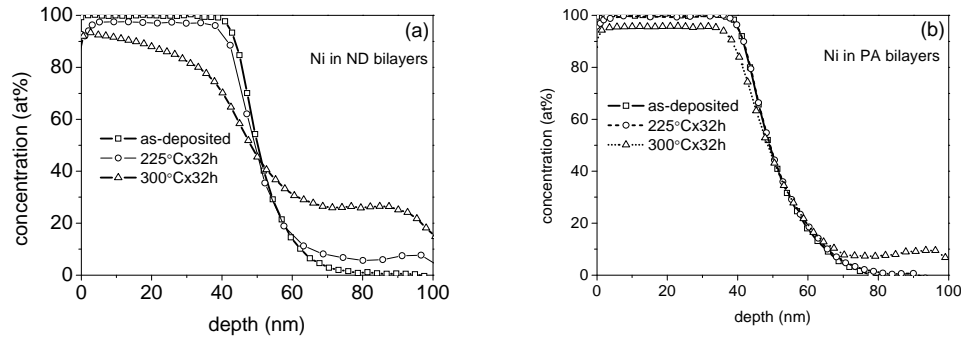 (a)
Ni in ND bilayers
as-deposited
225°Cx32h
300°Cx32h
concentration (at%)
100
80
60
40
20
0
0 20 40 60 80 100
depth (nm)
(b)
Ni in PA bilayers
as-deposited
225°Cx32h
300°Cx32h
concentration (at%)
100
80
60
40
20
0
0 20 40 60 80 100
depth (nm)